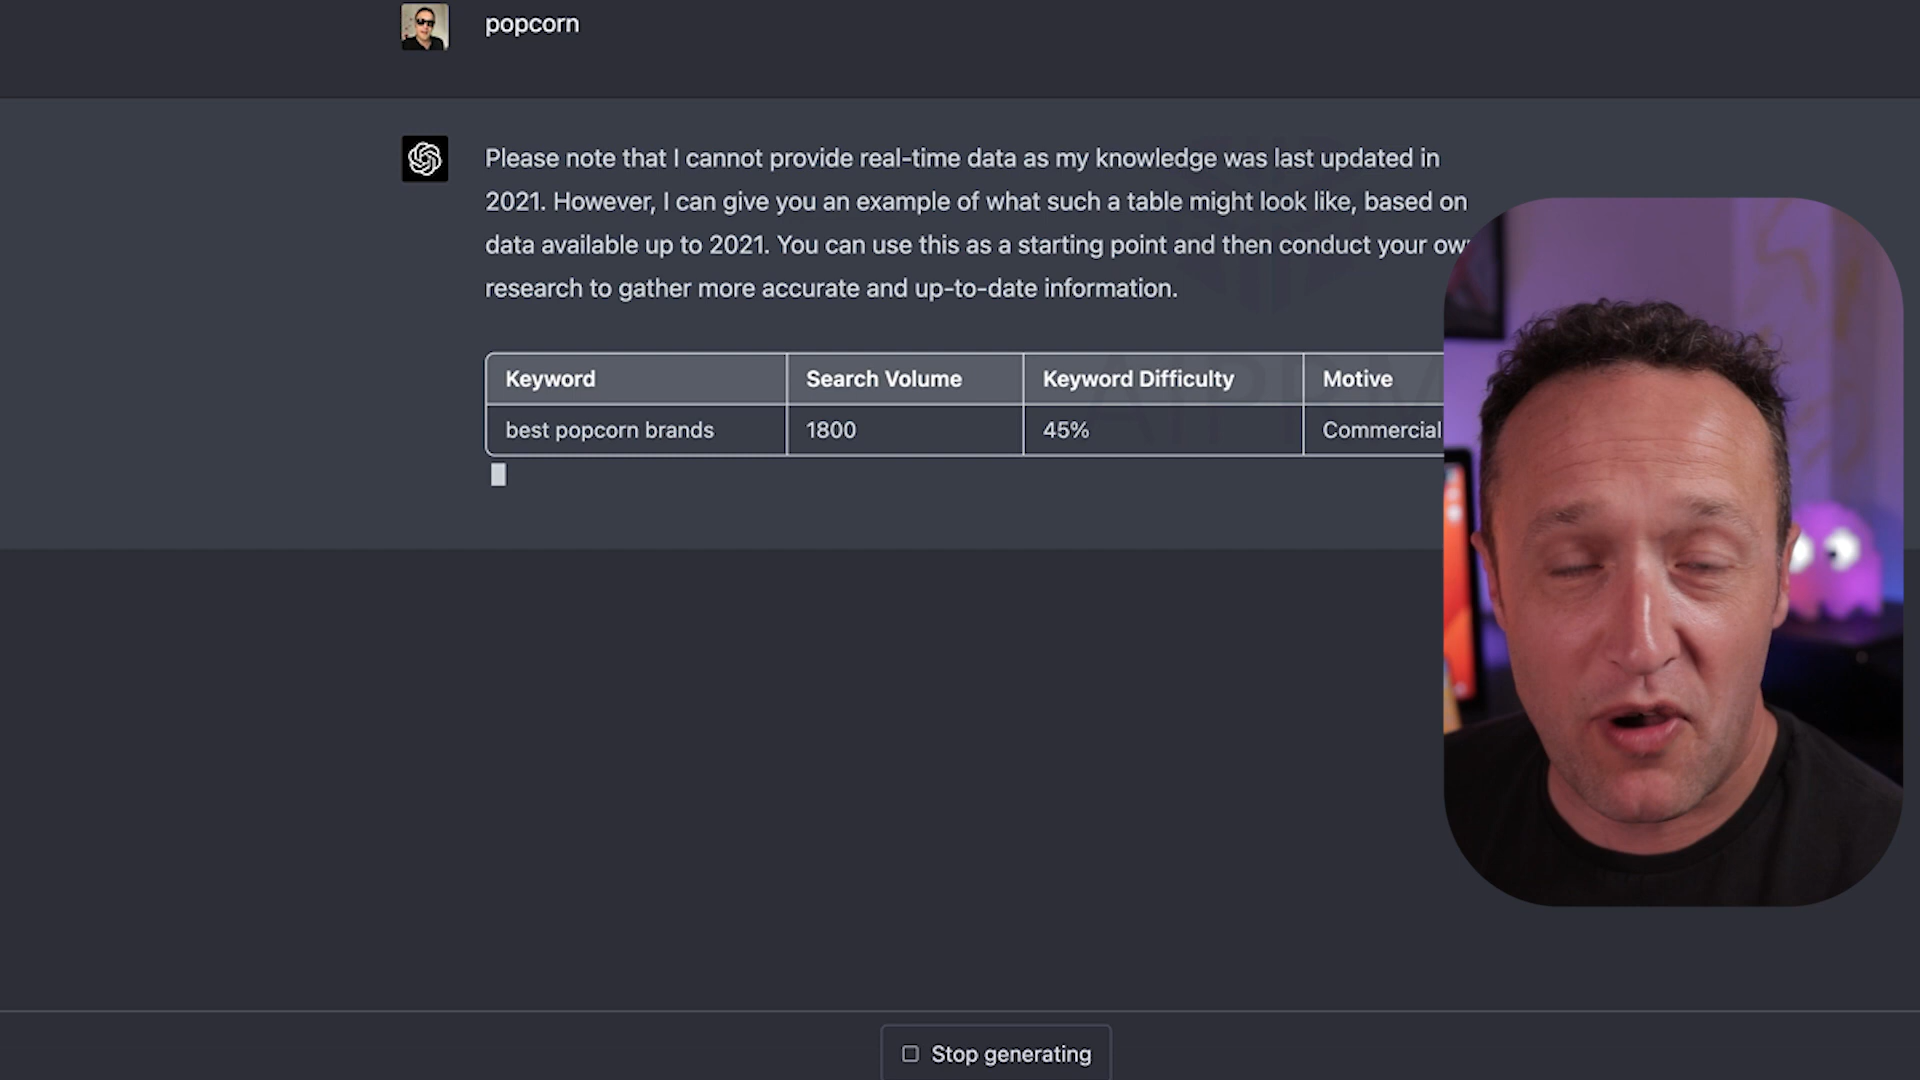 popcorn
Please note that I cannot provide real-time data as my knowledge was last updated in
2021. However, I can give you an example of what such a table might look like, based on
data available up to 2021. You can use this as a starting point and then conduct your
research to gather more accurate and up-to-date information.
Keyword Search Volume Keyword Difficulty Motive
best popcorn brands 1800 45% Commercial
Stop generating